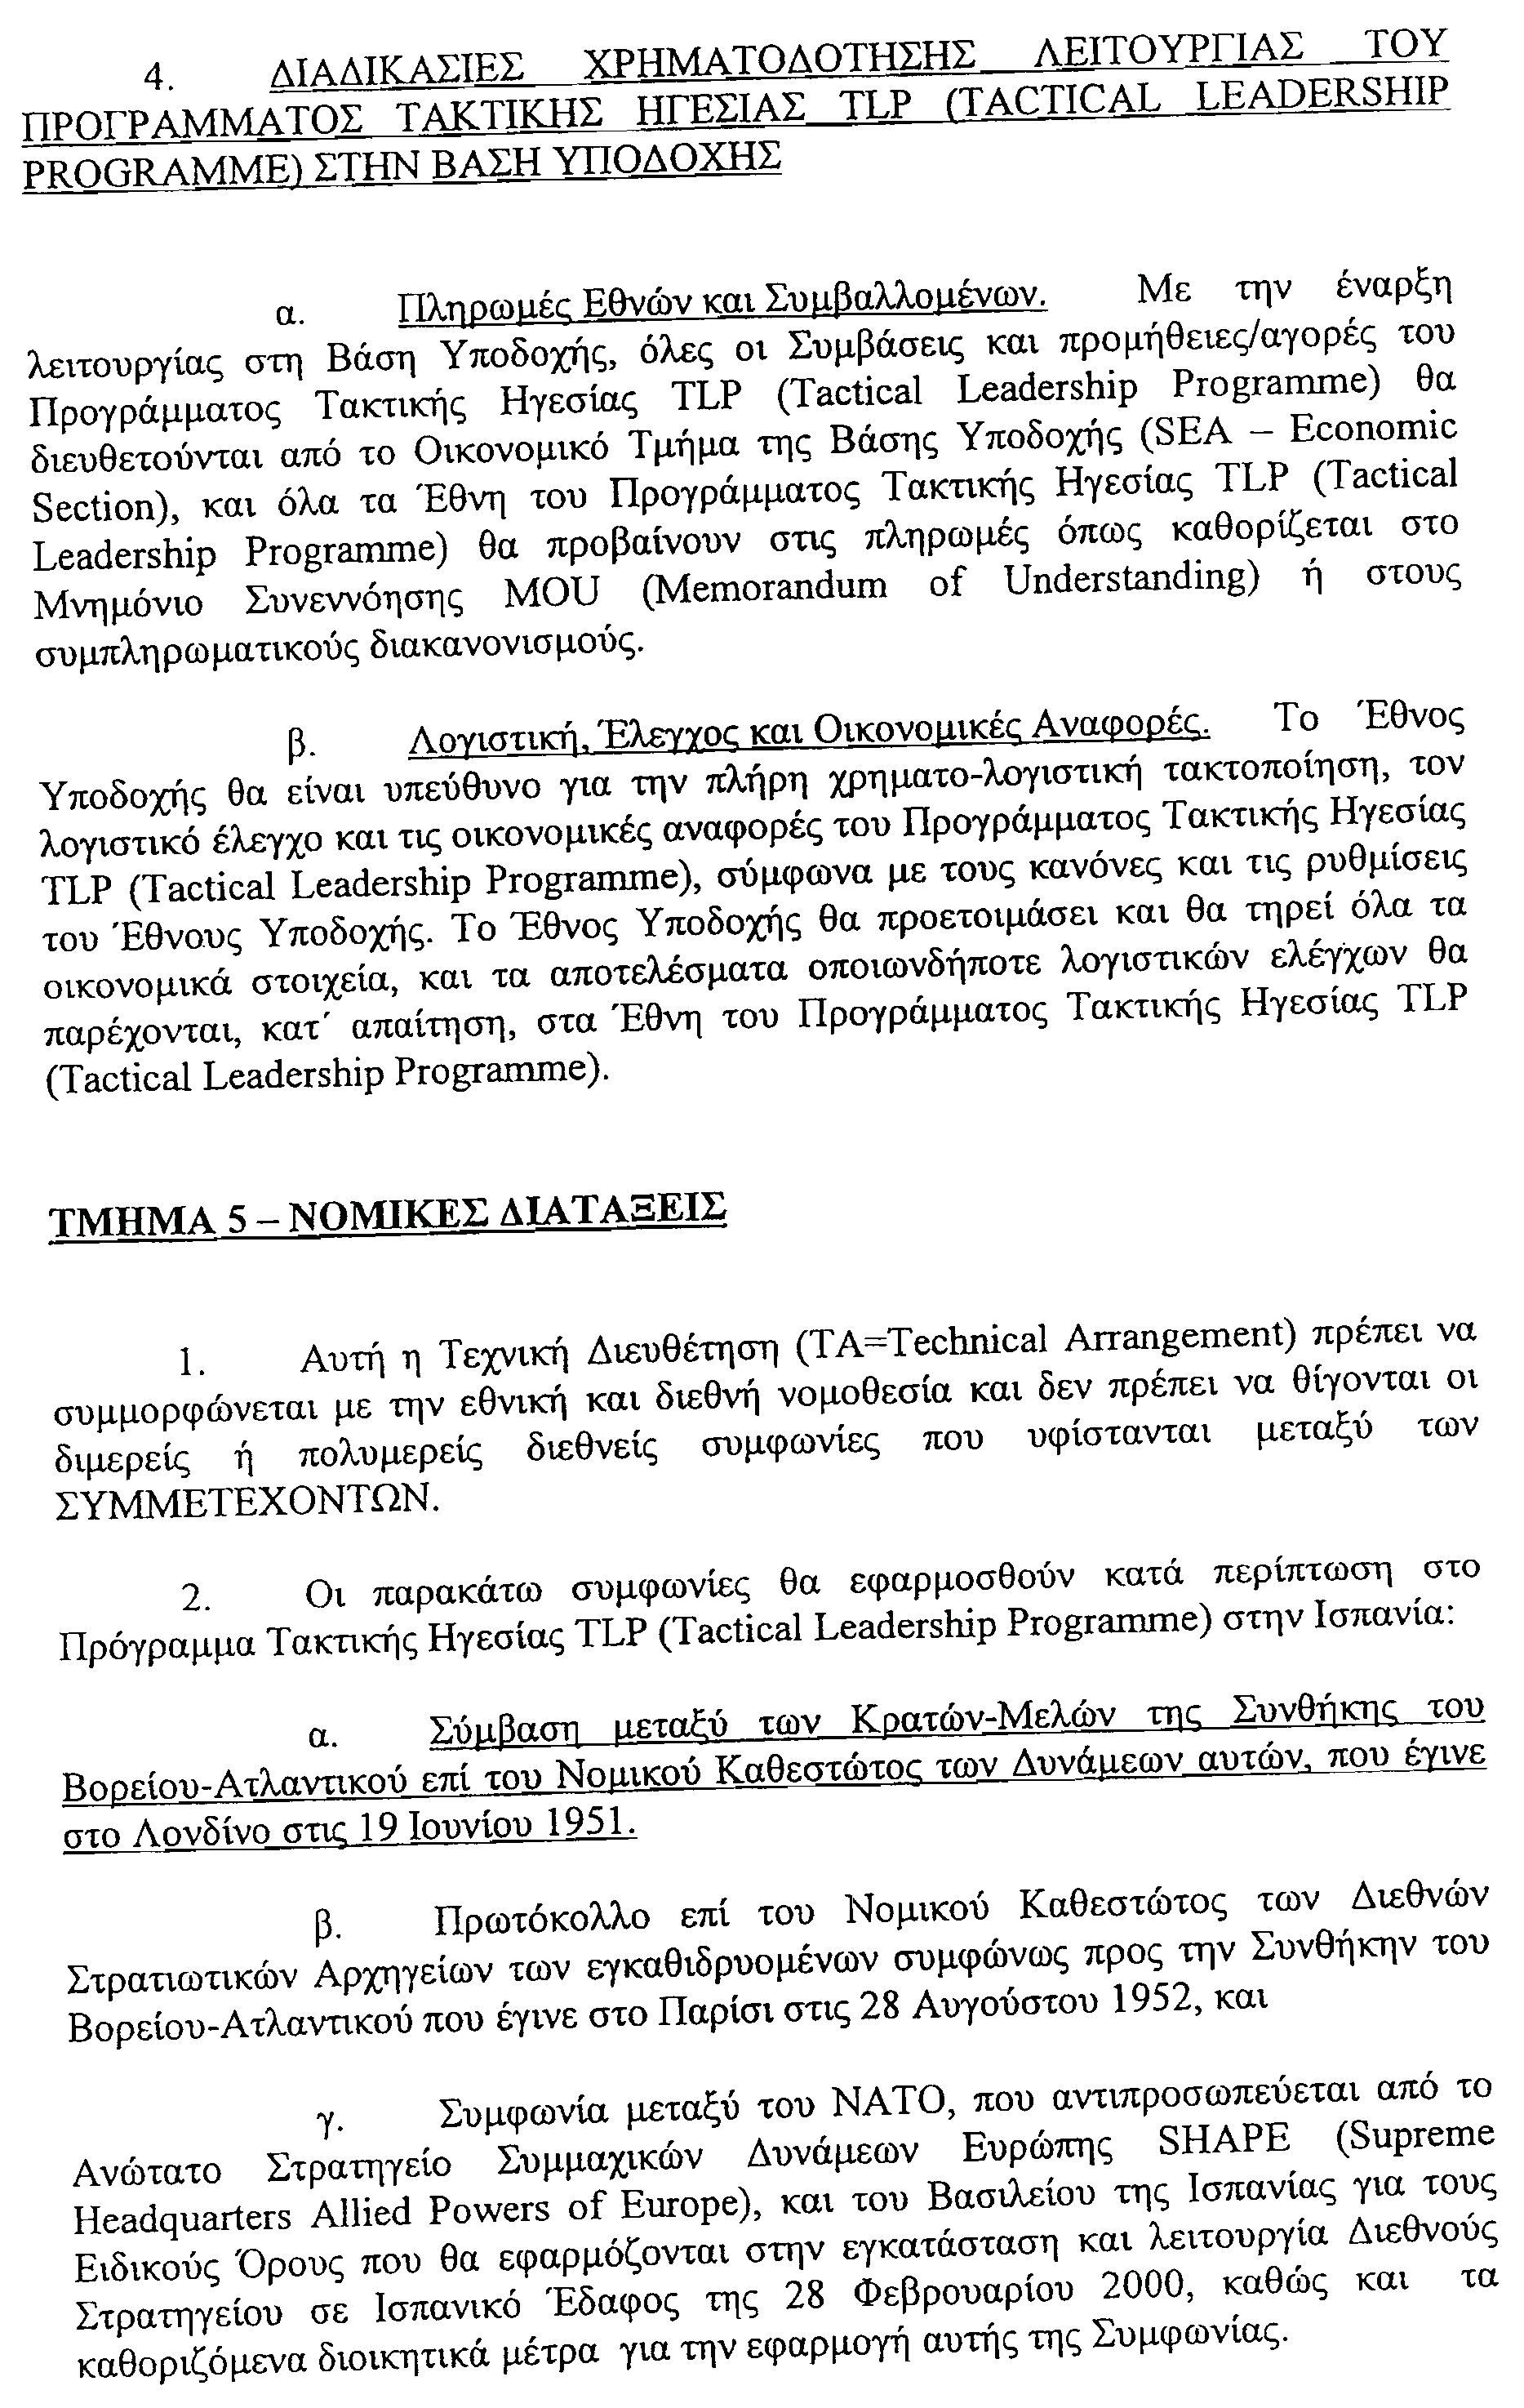 4. ΔΙΑΔΙΚΑΣΙΕΣ ΧΡΗΜΑΤΟΔΟΤΗΣΗΣ ΛΕΙΤΟΥΡΓΙΑΣ ΤΟΥ
ΠΡΟΓΡΑΜΜΑΤΟΣ ΤΑΚΤΙΚΗΣ ΗΓΕΣΙΑΣ TLP (TACTICAL LEADERSHIP
PROGRAMME) ΣΤΗΝ ΒΑΣΗ ΥΠΟΔΟΧΗΣ
α. Πληρωμές Εθνών και Συμβαλλομένων. Με την έναρξη
λειτουργίας στη Βάση Υποδοχής, όλες οι Συμβάσεις και προμήθειες/αγορές του
Προγράμματος Τακτικής Ηγεσίας TLP (Tactical Leadership Programme) θα
διευθετούνται από το Οικονομικό Τμήμα της Βάσης Υποδοχής (SEA – Economic
Section), και όλα τα Έθνη του Προγράμματος Τακτικής Ηγεσίας TLP (Tactical
Leadership Programme) θα προβαίνουν στις πληρωμές όπως καθορίζεται στο
Μνημόνιο Συνεννόησης MOU (Memorandum of Understanding) ή στους
συμπληρωματικούς διακανονισμούς.
β. Λογιστική, Έλεγχος και Οικονομικές Αναφορές. Το Έθνος
Υποδοχής θα είναι υπεύθυνο για την πλήρη χρηματο-λογιστική τακτοποίηση, τον
λογιστικό έλεγχο και τις οικονομικές αναφορές του Προγράμματος Τακτικής Ηγεσίας
TLP (Tactical Leadership Programme), σύμφωνα με τους κανόνες και τις ρυθμίσεις
του Έθνους Υποδοχής. Το Έθνος Υποδοχής θα προετοιμάσει και θα τηρεί όλα τα
οικονομικά στοιχεία, και τα αποτελέσματα οποιωνδήποτε λογιστικών ελέγχων θα
παρέχονται, κατ΄ απαίτηση, στα Έθνη του Προγράμματος Τακτικής Ηγεσίας TLP
(Tactical Leadership Programme).
ΤΜΗΜΑ 5 – ΝΟΜΙΚΕΣ ΔΙΑΤΑΞΕΙΣ
1. Αυτή η Τεχνική Διευθέτηση (TA=Technical Arrangement) πρέπει να
συμμορφώνεται με την εθνική και διεθνή νομοθεσία και δεν πρέπει να θίγονται οι
διμερείς ή πολυμερείς διεθνείς συμφωνίες που υφίστανται μεταξύ των
ΣΥΜΜΕΤΕΧΟΝΤΩΝ.
2. Οι παρακάτω συμφωνίες θα εφαρμοσθούν κατά περίπτωση στο
Πρόγραμμα Τακτικής Ηγεσίας TLP (Tactical Leadership Programme) στην Ισπανία:
α. Σύμβαση μεταξύ των Κρατών-Μελών της Συνθήκης του
Βορείου-Ατλαντικού επί του Νομικού Καθεστώτος των Δυνάμεων αυτών, που έγινε
στο Λονδίνο στις 19 Ιουνίου 1951.
β. Πρωτόκολλο επί του Νομικού Καθεστώτος των Διεθνών
Στρατιωτικών Αρχηγείων των εγκαθιδρυομένων συμφώνως προς την Συνθήκην του
Βορείου-Ατλαντικού που έγινε στο Παρίσι στις 28 Αυγούστου 1952, και
γ. Συμφωνία μεταξύ του ΝΑΤΟ, που αντιπροσωπεύεται από το
Ανώτατο Στρατηγείο Συμμαχικών Δυνάμεων Ευρώπης SHAPE (Supreme
Headquarters Allied Powers of Europe), και του Βασιλείου της Ισπανίας για τους
Ειδικούς Όρους που θα εφαρμόζονται στην εγκατάσταση και λειτουργία Διεθνούς
Στρατηγείου σε Ισπανικό Έδαφος της 28 Φεβρουαρίου 2000, καθώς και τα
καθοριζόμενα διοικητικά μέτρα για την εφαρμογή αυτής της Συμφωνίας.